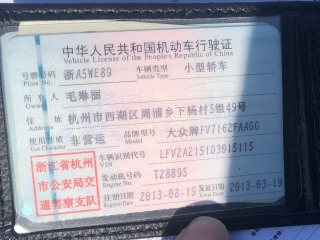 中华人民共和国机动车行驶证
Vehicle License of the People's Republic of China
号牌号码 浙A5WE89 车辆类型 小型轿车
Plate No. Vehicle Type
所有人 毛琳丽
Owner
住址 杭州市西湖区周浦乡下杨村5组49号
Address
使用性质 非营运 品牌型号 大众牌FV7162FAAGG
Use Character Model
浙江省杭州
市公安局交
通警察支队
车辆识别代号 LFV2A2151D3615115
VIN
发动机号码 T28895
Engine No.
注册日期 2013-03-19 发证日期 2013-03-19
Register Date Issue Date